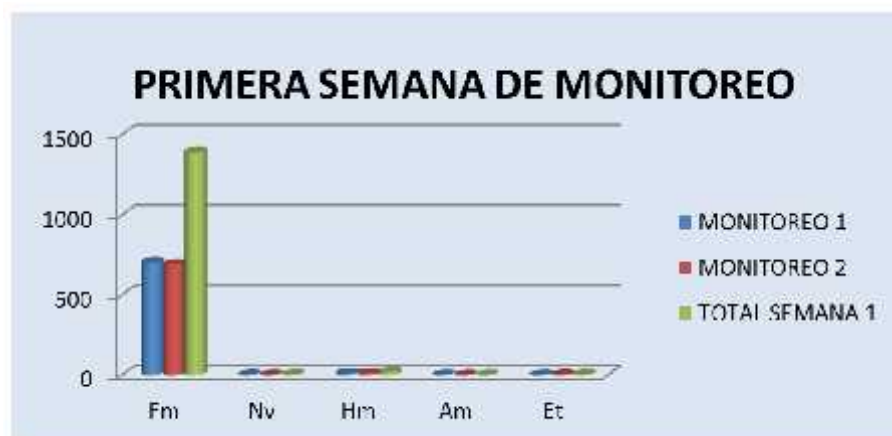 PRIMERA SEMANA DE MONITOREO
1500
1000
500
0
Fm Nv Hm Am Et
MONITOREO 1
MONITOREO 2
TOTAL SEMANA 1